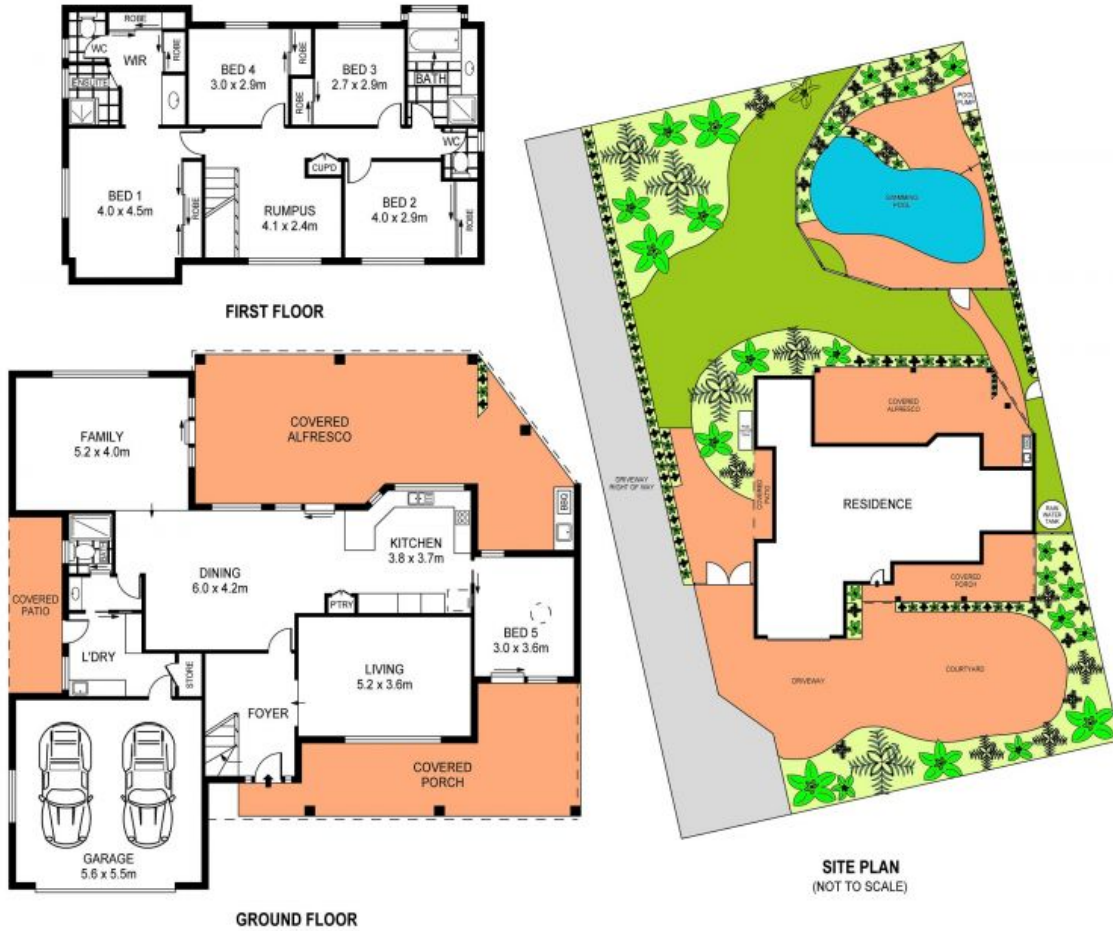 ROBE
WC
WIR
ROBE
ENSUITE
BED 4
3.0 x 2.9m
ROBE
ROBE
BED 3
2.7 x 2.9m
BATH
WC
BED 1
4.0 x 4.5m
ROBE
CUP'D
RUMPUS
4.1 x 2.4m
BED 2
4.0 x 2.9m
ROBE
FIRST FLOOR
FAMILY
5.2 x 4.0m
COVERED
ALFRESCO
BBQ
KITCHEN
3.8 x 3.7m
DINING
6.0 x 4.2m
BATH
COVERED
PATIO
P'TRY
BED 5
3.0 x 3.6m
L'DRY
STORE
LIVING
5.2 x 3.6m
FOYER
COVERED
PORCH
GARAGE
5.6 x 5.5m
GROUND FLOOR
POOL
PUMP
SWIMMING
POOL
COVERED
ALFRESCO
DRIVEWAY
RIGHT OF WAY
COVERED
PATIO
RESIDENCE
RAIN
WATER
TANK
COVERED
PORCH
DRIVEWAY
COURTYARD
SITE PLAN
(NOT TO SCALE)